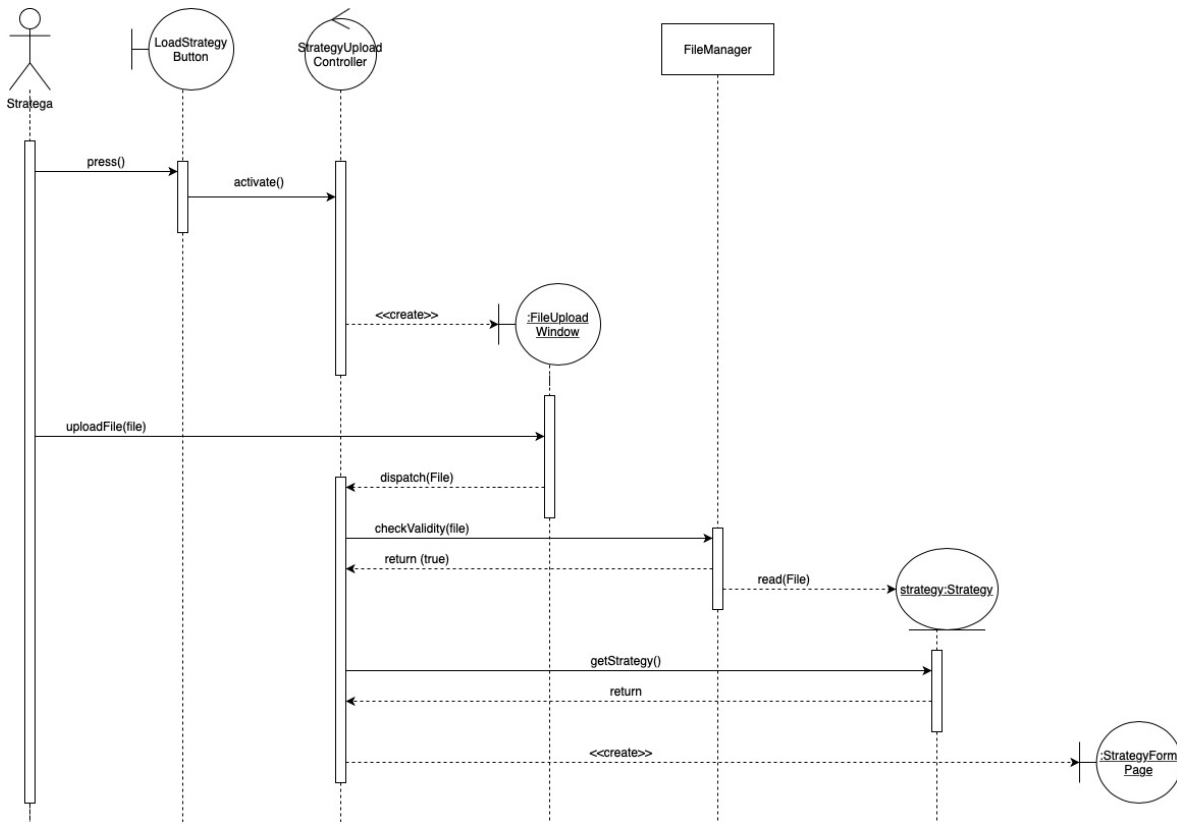 LoadStrategy
Button
StrategyUpload
Controller
FileManager
Stratega
press()
activate()
<<create>>
:FileUpload
Window
uploadFile(file)
dispatch(File)
checkValidity(file)
return (true)
read(File)
strategy:Strategy
getStrategy()
return
<<create>>
:StrategyForm
Page